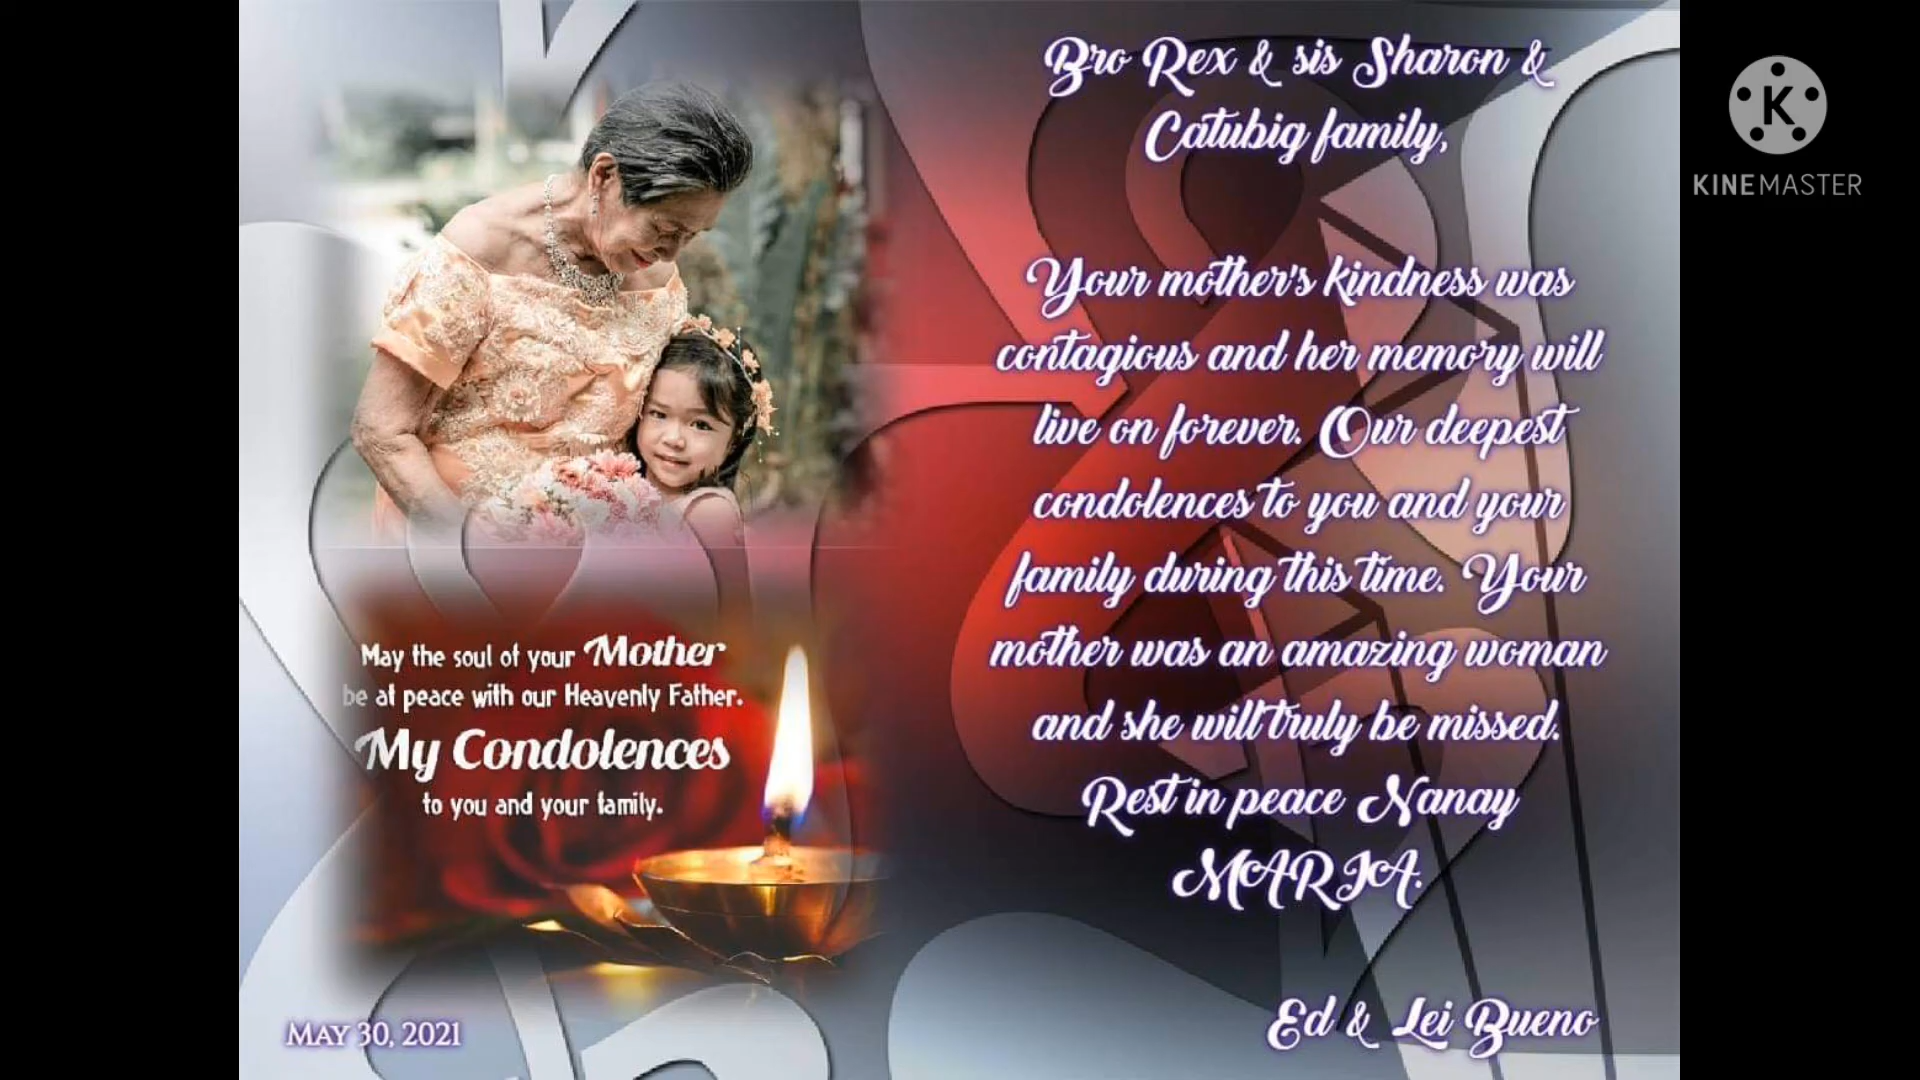 Bro Rex & sis Sharon &
Catubig family,
Your mother's kindness was
contagious and her memory will
live on forever. Our deepest
condolences to you and your
family during this time. Your
mother was an amazing woman
and she will truly be missed.
Rest in peace Nanay
MARIA.
Ed & Lei Bueno
May the soul of your Mother
be at peace with our Heavenly Father.
My Condolences
to you and your family.
MAY 30, 2021
K
KINEMASTER